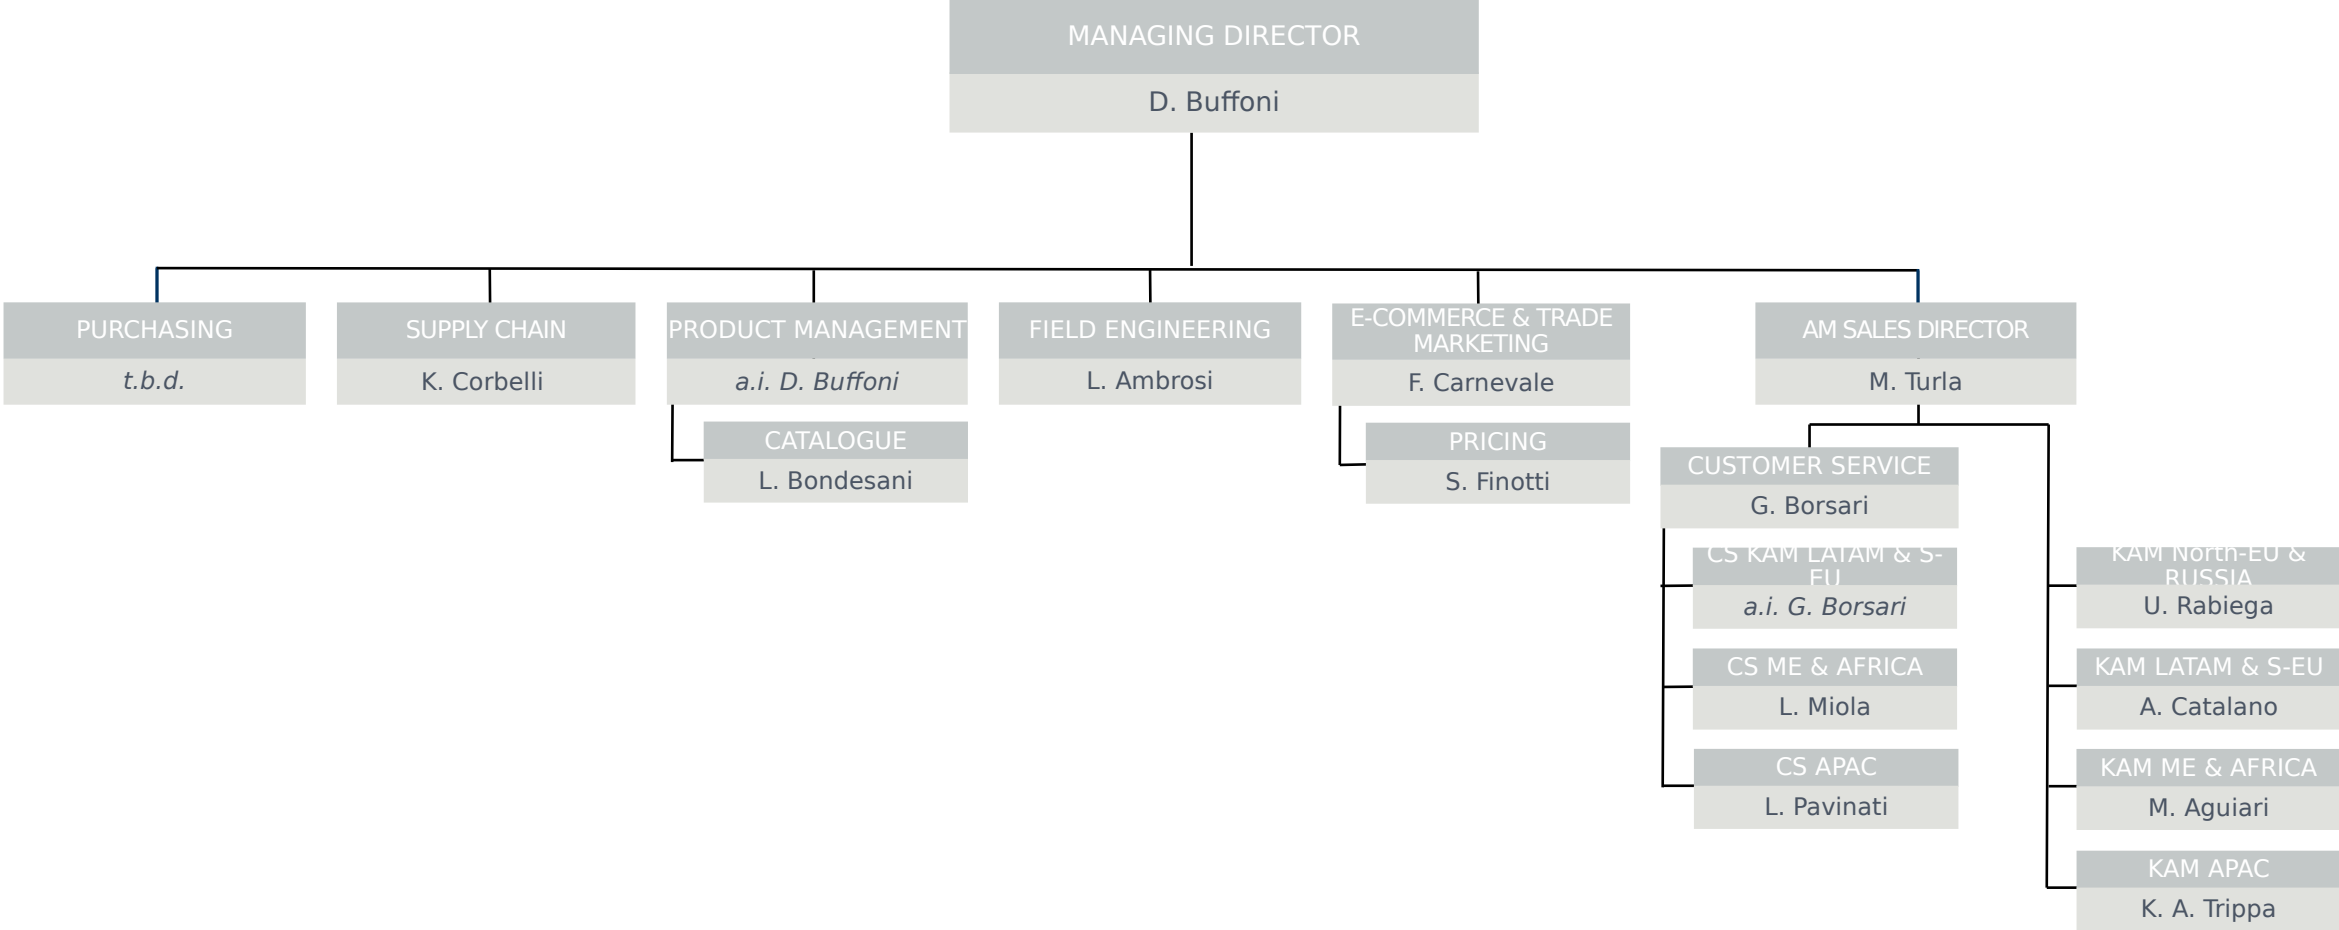 MANAGING DIRECTOR
D. Buffoni
PURCHASING
t.b.d.
SUPPLY CHAIN
K. Corbelli
PRODUCT MANAGEMENT
a.i. D. Buffoni
CATALOGUE
L. Bondesani
FIELD ENGINEERING
L. Ambrosi
E-COMMERCE & TRADE
MARKETING
F. Carnevale
PRICING
S. Finotti
AM SALES DIRECTOR
M. Turla
CUSTOMER SERVICE
G. Borsari
CS KAM LATAM & S-
EU
a.i. G. Borsari
CS ME & AFRICA
L. Miola
CS APAC
L. Pavinati
KAM North-EU &
RUSSIA
U. Rabiega
KAM LATAM & S-EU
A. Catalano
KAM ME & AFRICA
M. Aguiari
KAM APAC
K. A. Trippa